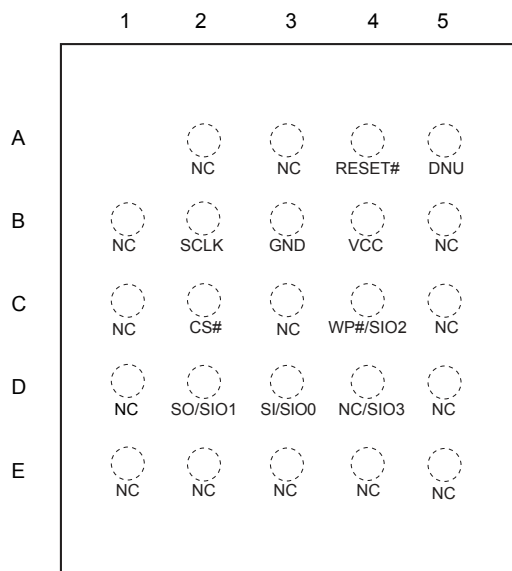 1 2 3 4 5
A
NC NC RESET# DNU
B
NC SCLK GND VCC NC
C
NC CS# NC WP#/SIO2 NC
D
NC SO/SIO1 SI/SIO0 NC/SIO3 NC
E
NC NC NC NC NC